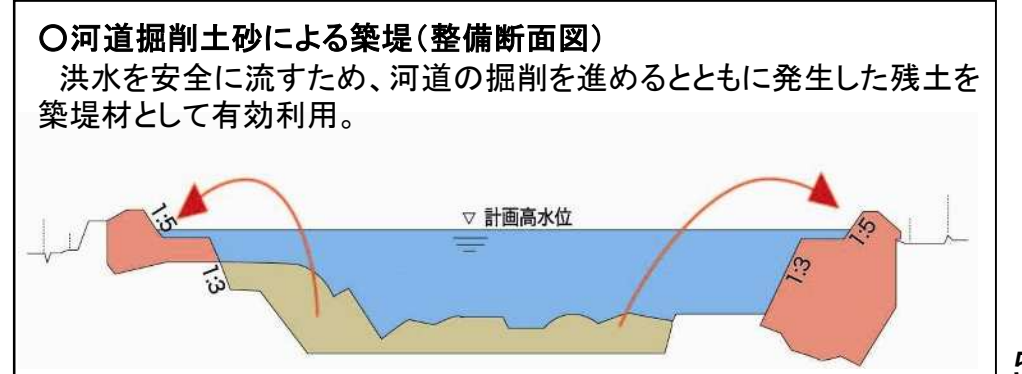 〇河道掘削土砂による築堤(整備断面図)
洪水を安全に流すため、河道の掘削を進めるとともに発生した残土を
築堤材として有効利用。
▽ 計画高水位
1:5
1:3
1:5
1:3